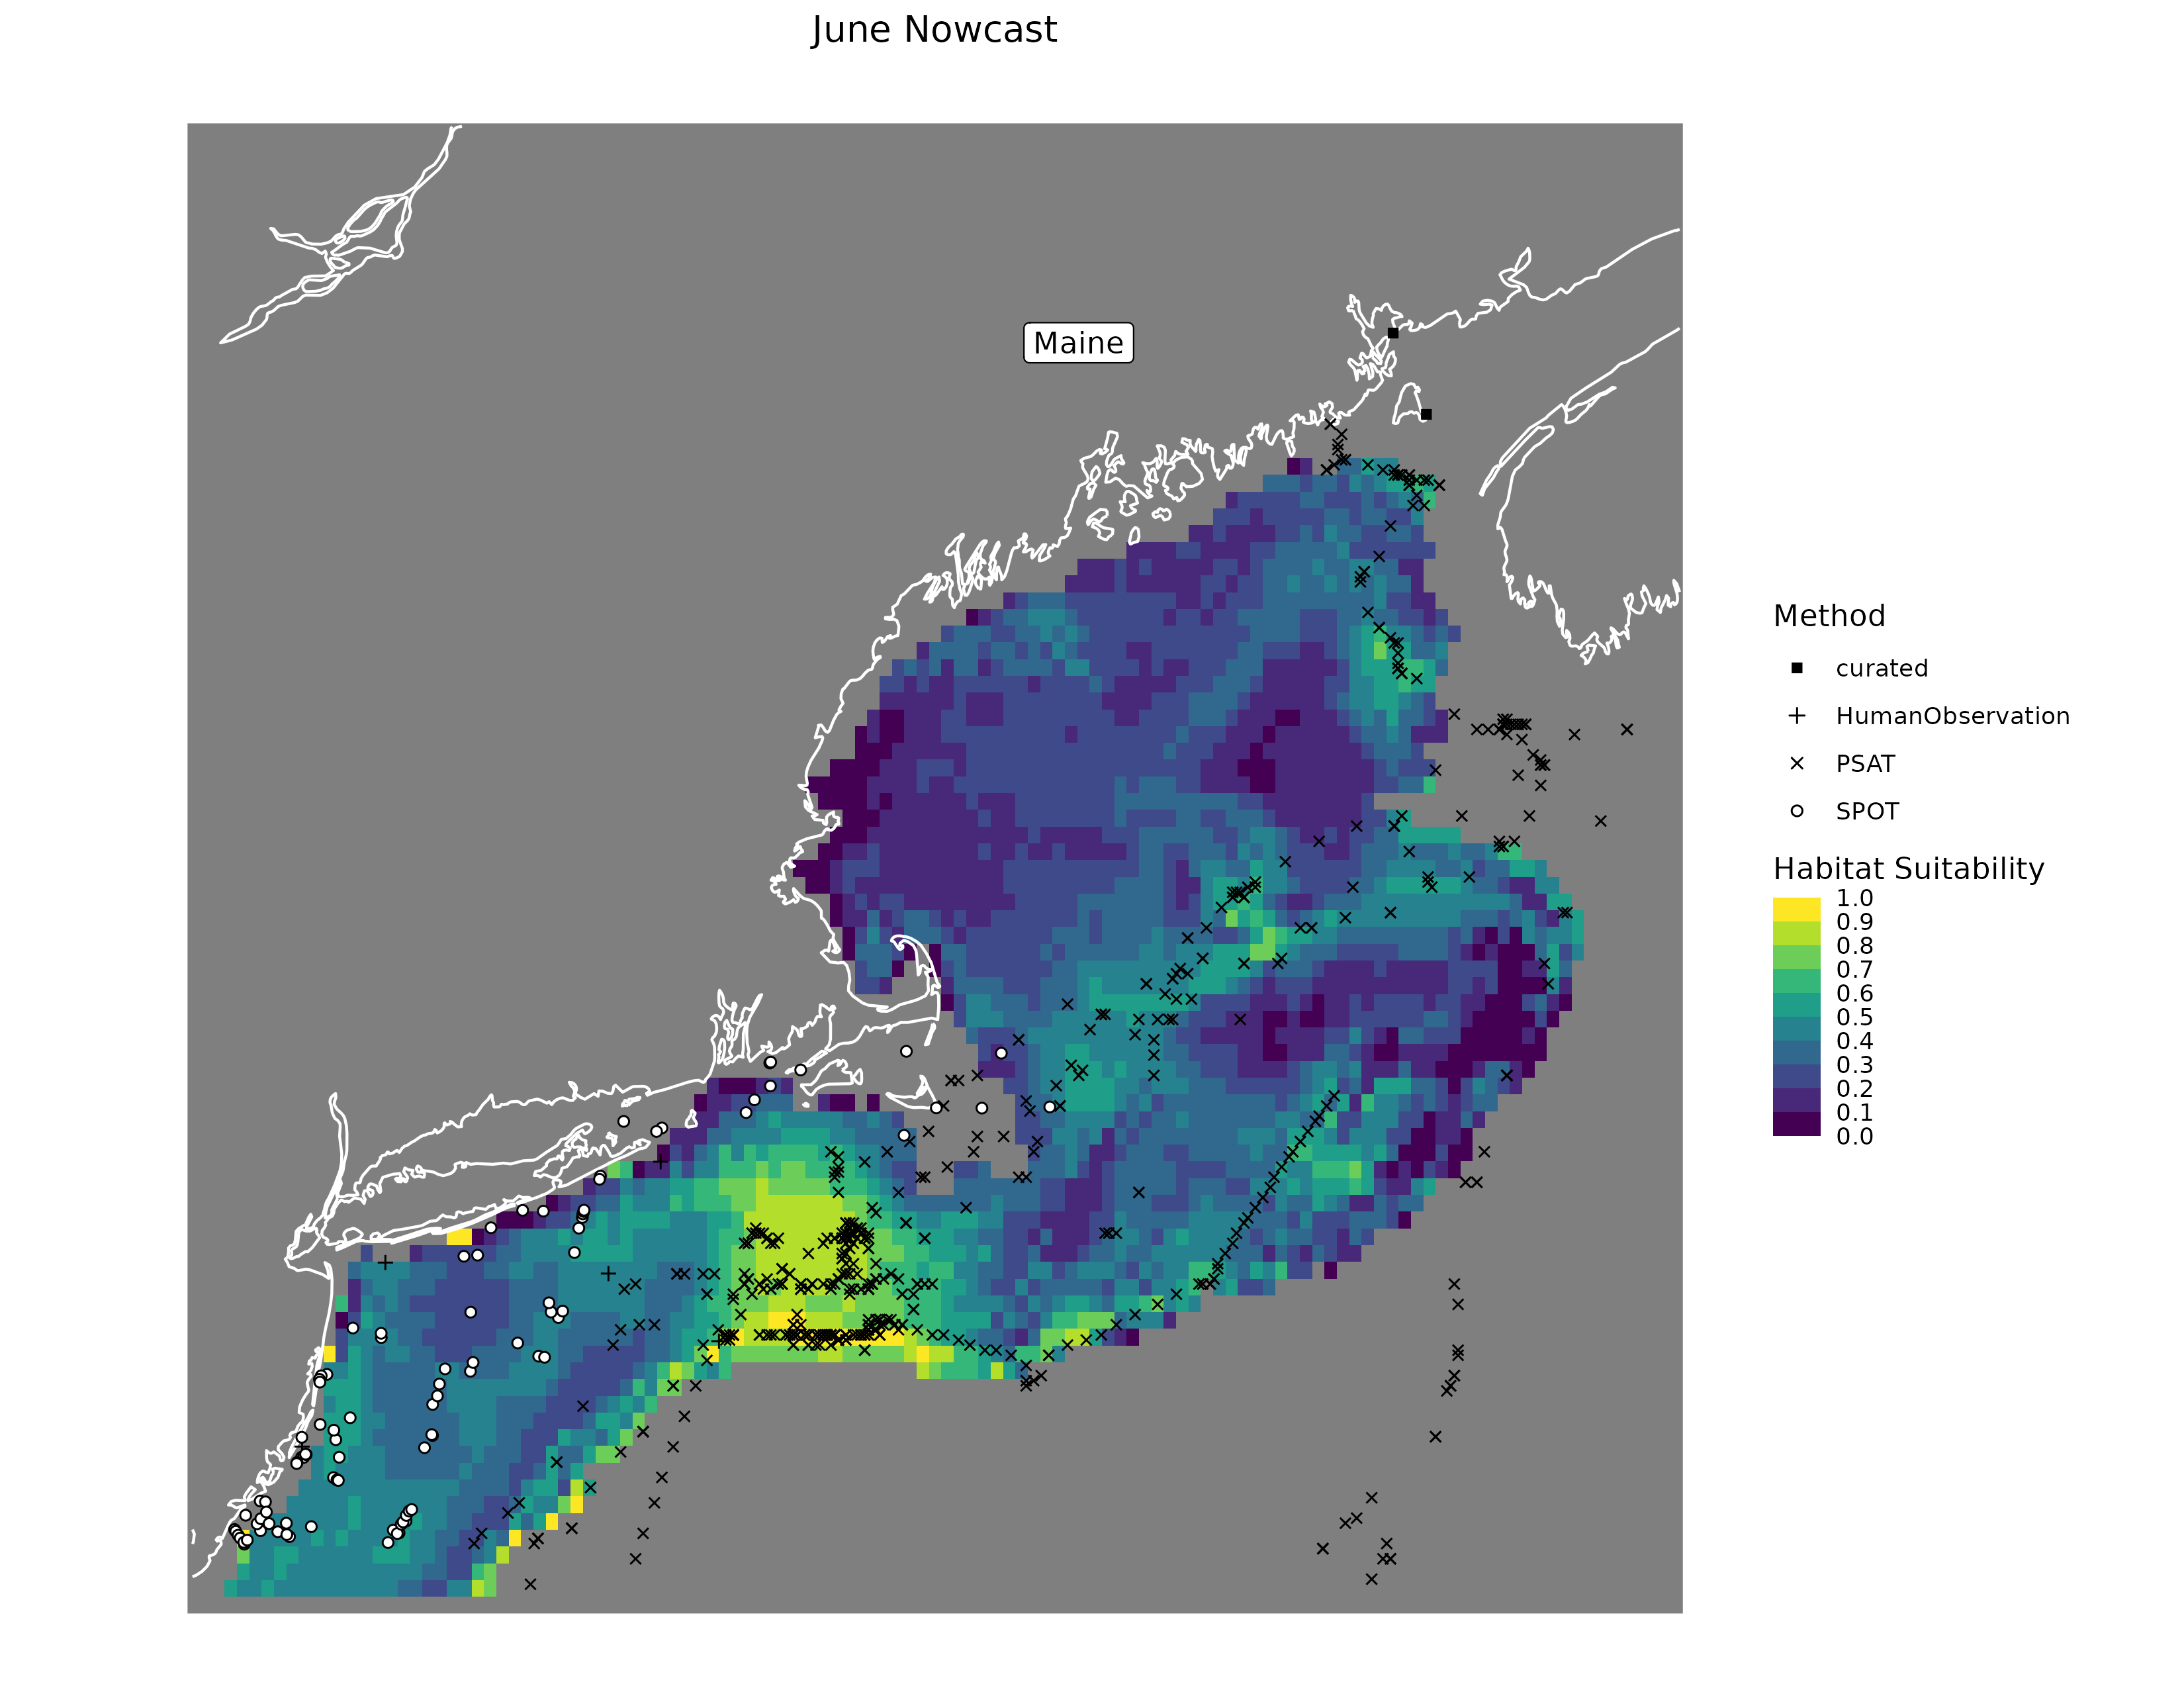 June Nowcast
Maine
Method
curated
HumanObservation
PSAT
SPOT
Habitat Suitability
1.0
0.9
0.8
0.7
0.6
0.5
0.4
0.3
0.2
0.1
0.0